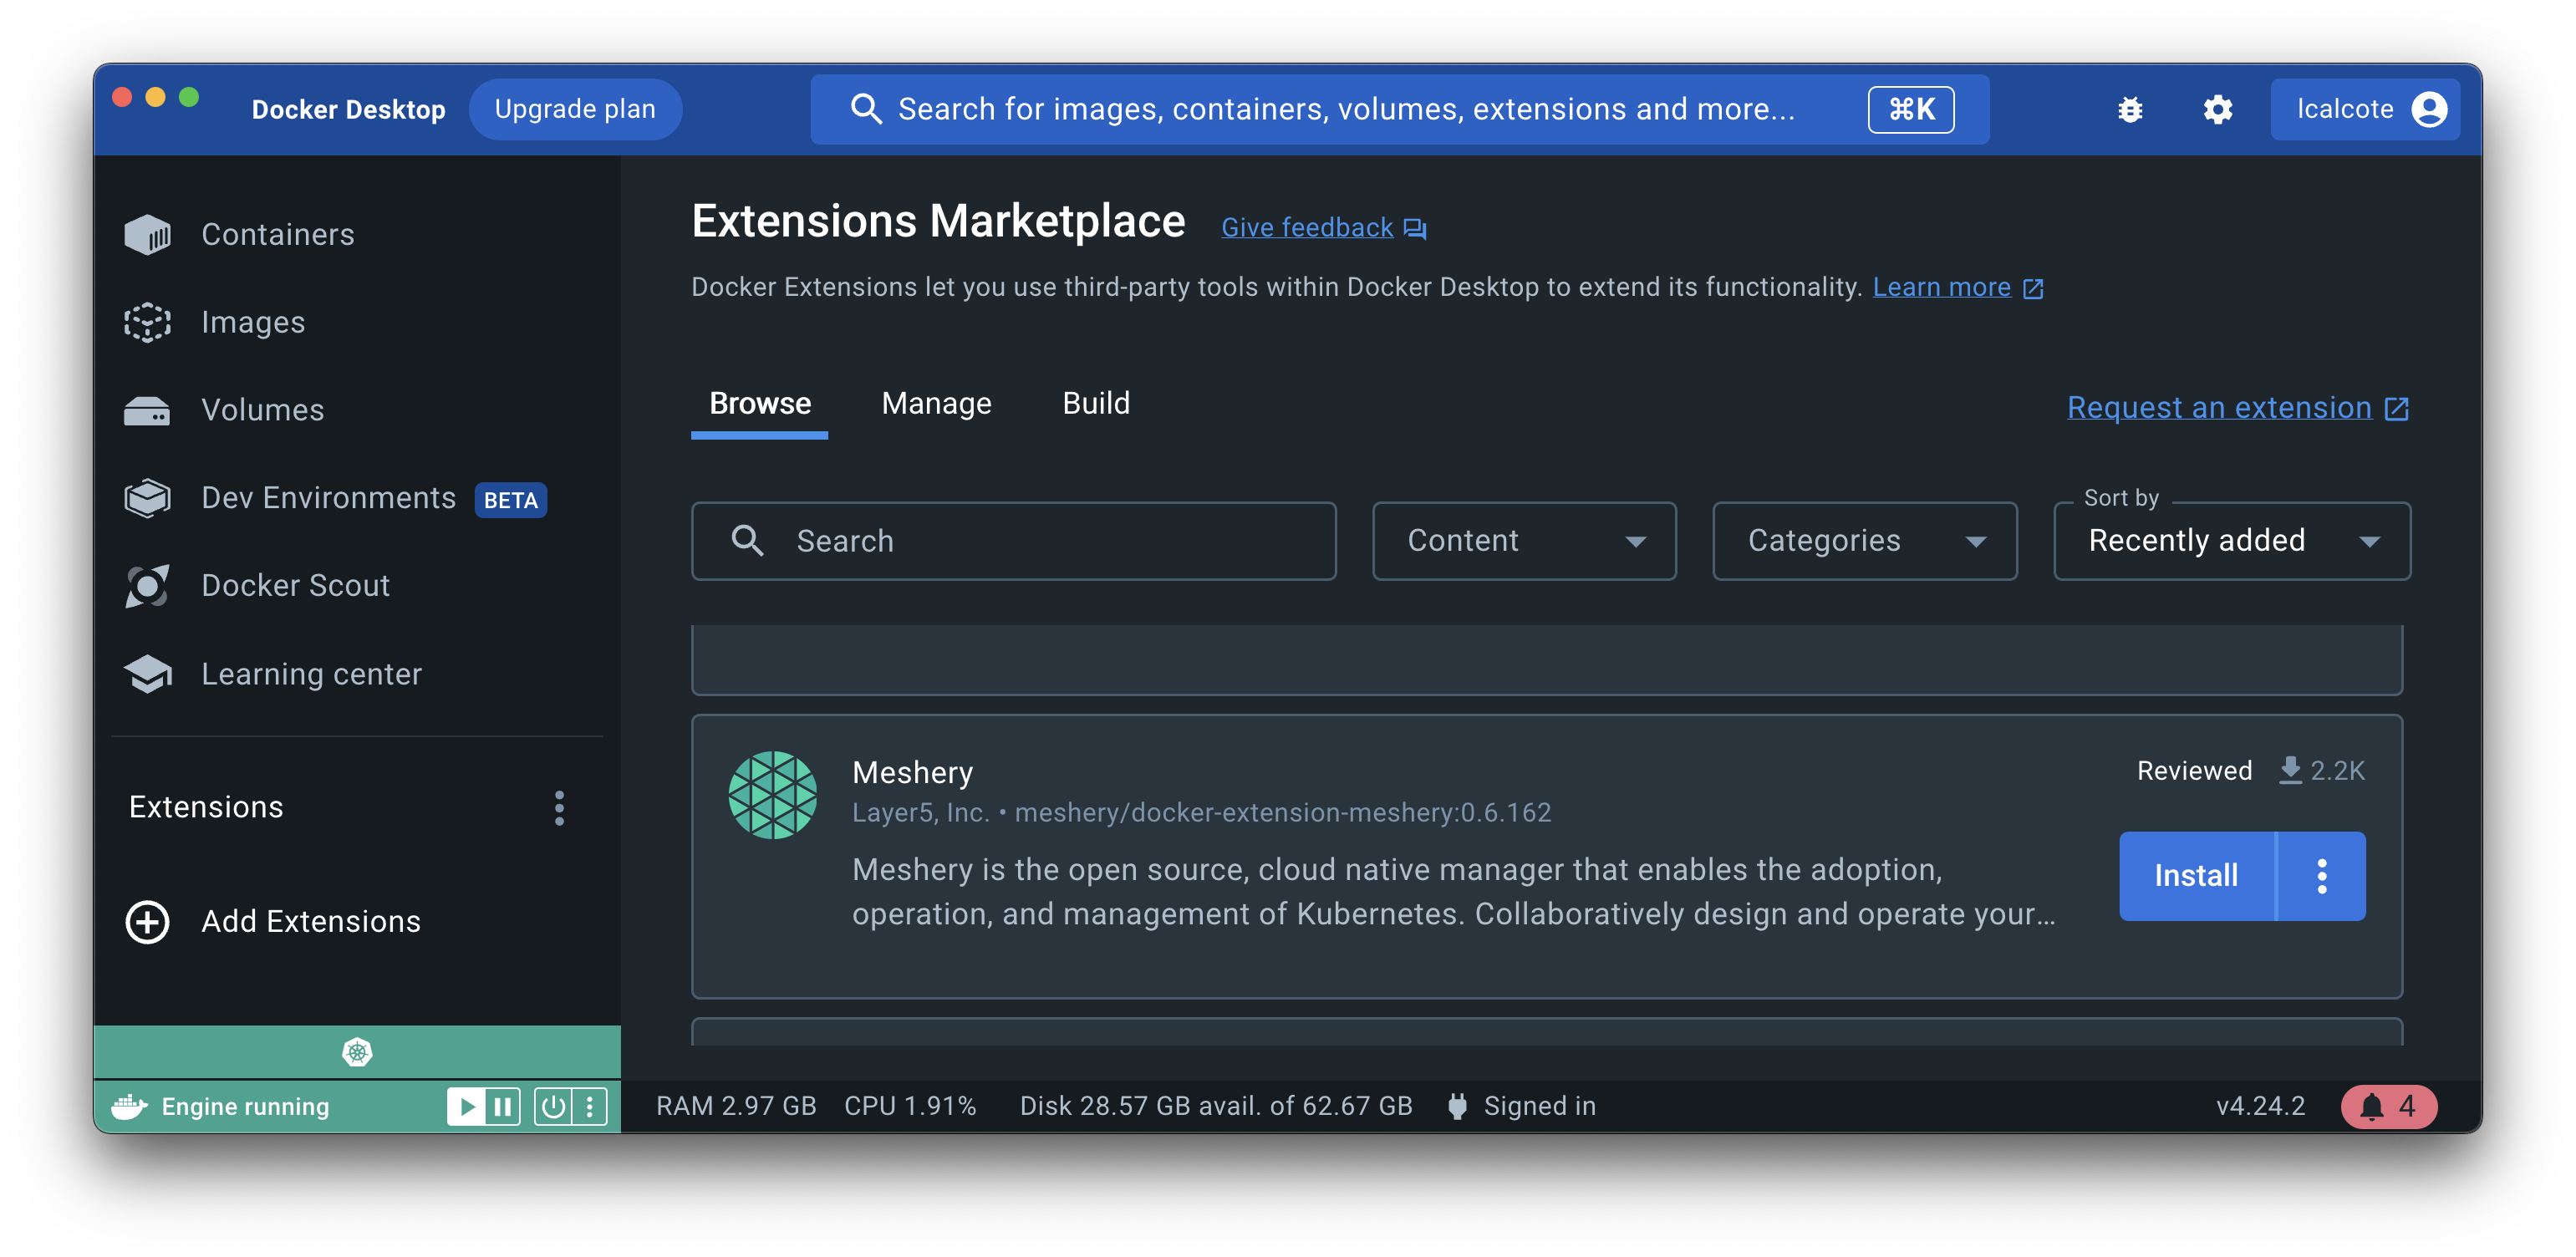 Docker Desktop
Upgrade plan
Search for images, containers, volumes, extensions and more...
⌘K
lcalcote
Containers
Images
Volumes
Dev Environments BETA
Docker Scout
Learning center
Extensions
Add Extensions
Extensions Marketplace
Give feedback
Docker Extensions let you use third-party tools within Docker Desktop to extend its functionality. Learn more
Browse
Manage
Build
Request an extension
Search
Content
Categories
Sort by
Recently added
Meshery
Layer5, Inc. • meshery/docker-extension-meshery:0.6.162
Meshery is the open source, cloud native manager that enables the adoption,
operation, and management of Kubernetes. Collaboratively design and operate your...
Reviewed
2.2K
Install
Engine running
RAM 2.97 GB
CPU 1.91%
Disk 28.57 GB avail. of 62.67 GB
Signed in
v4.24.2
4